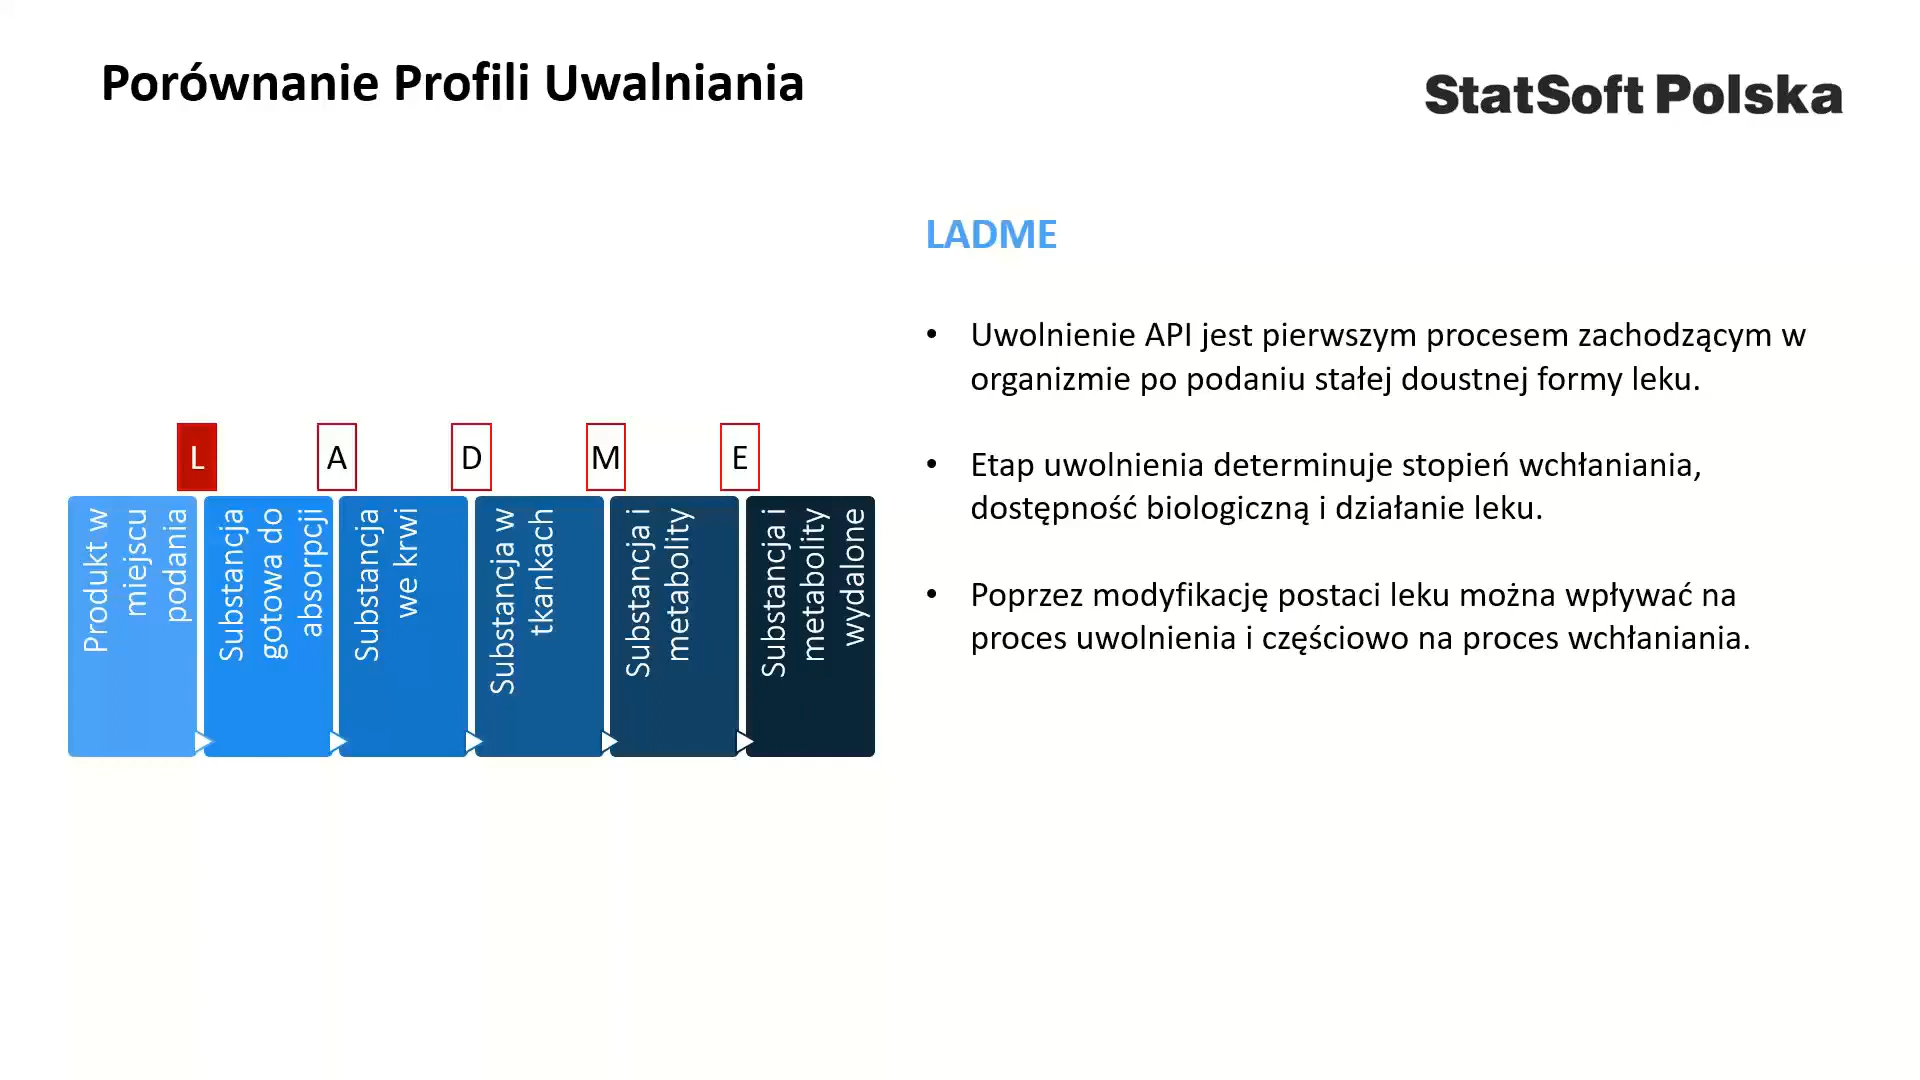 Porównanie Profili Uwalniania
StatSoft Polska
L
A
D
M
E
Produkt w
miejscu
podania
Substancja
gotowa do
absorpcji
Substancja
we krwi
Substancja w
tkankach
Substancja i
metabolity
Substancja i
metabolity
wydalone
LADME
• Uwolnienie API jest pierwszym procesem zachodzącym w
organizmie po podaniu stałej doustnej formy leku.
• Etap uwolnienia determinuje stopień wchłaniania,
dostępność biologiczną i działanie leku.
• Poprzez modyfikację postaci leku można wpływać na
proces uwolnienia i częściowo na proces wchłaniania.